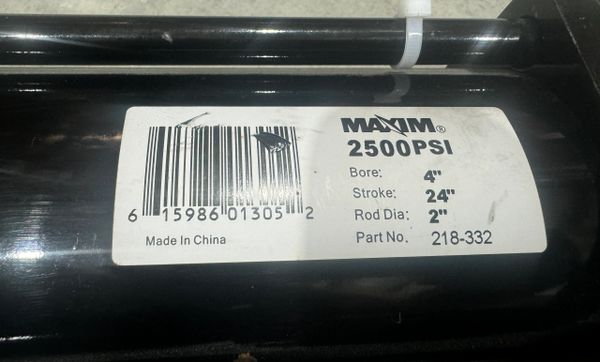 MAXIM®
2500PSI
Bore: 4"
Stroke: 24"
Rod Dia: 2"
Part No. 218-332
6 15986 01305 2
Made In China